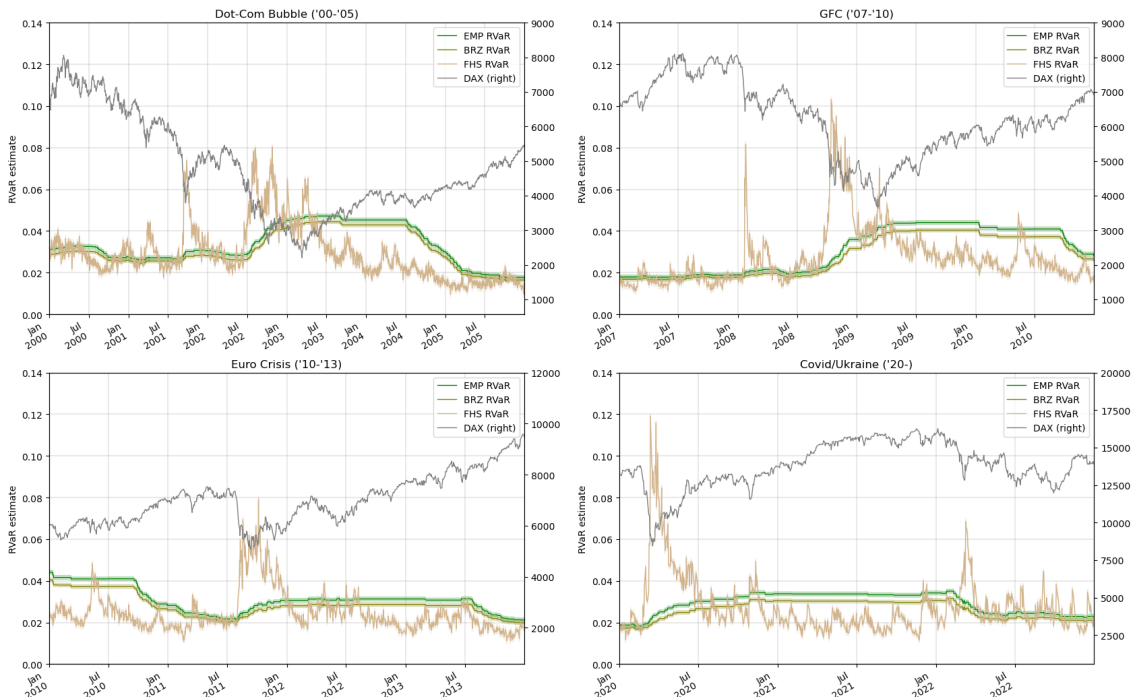 Dot-Com Bubble ('00-'05)
0.14
0.12
0.10
0.08
0.06
0.04
0.02
0.00
RVaR estimate
EMP RVaR
BRZ RVaR
FHS RVaR
DAX (right)
9000
8000
7000
6000
5000
4000
3000
2000
1000
Jan 2000
Jul 2000
Jan 2001
Jul 2001
Jan 2002
Jul 2002
Jan 2003
Jul 2003
Jan 2004
Jul 2004
Jan 2005
Jul 2005
GFC ('07-'10)
0.14
0.12
0.10
0.08
0.06
0.04
0.02
0.00
RVaR estimate
EMP RVaR
BRZ RVaR
FHS RVaR
DAX (right)
9000
8000
7000
6000
5000
4000
3000
2000
1000
Jan 2007
Jul 2007
Jan 2008
Jul 2008
Jan 2009
Jul 2009
Jan 2010
Jul 2010
Euro Crisis ('10-'13)
0.14
0.12
0.10
0.08
0.06
0.04
0.02
0.00
RVaR estimate
EMP RVaR
BRZ RVaR
FHS RVaR
DAX (right)
12000
10000
8000
6000
4000
2000
Jan 2010
Jul 2010
Jan 2011
Jul 2011
Jan 2012
Jul 2012
Jan 2013
Jul 2013
Covid/Ukraine ('20-)
0.14
0.12
0.10
0.08
0.06
0.04
0.02
0.00
RVaR estimate
EMP RVaR
BRZ RVaR
FHS RVaR
DAX (right)
20000
17500
15000
12500
10000
7500
5000
2500
Jan 2020
Jul 2020
Jan 2021
Jul 2021
Jan 2022
Jul 2022